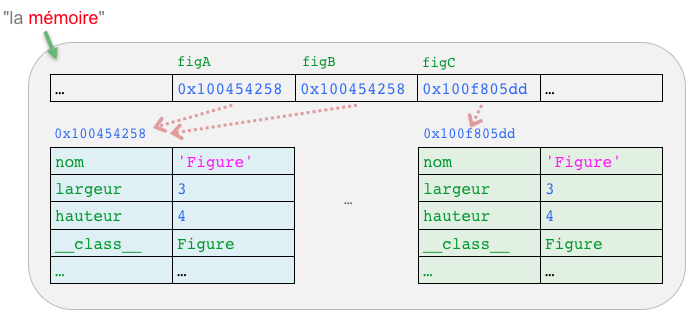 "la mémoire"
figA figB figC
… 0x100454258 0x100454258 0x100f805dd …
0x100454258 0x100f805dd
nom 'Figure' nom 'Figure'
largeur 3 largeur 3
hauteur 4 … hauteur 4
__class__ Figure __class__ Figure
… … … …